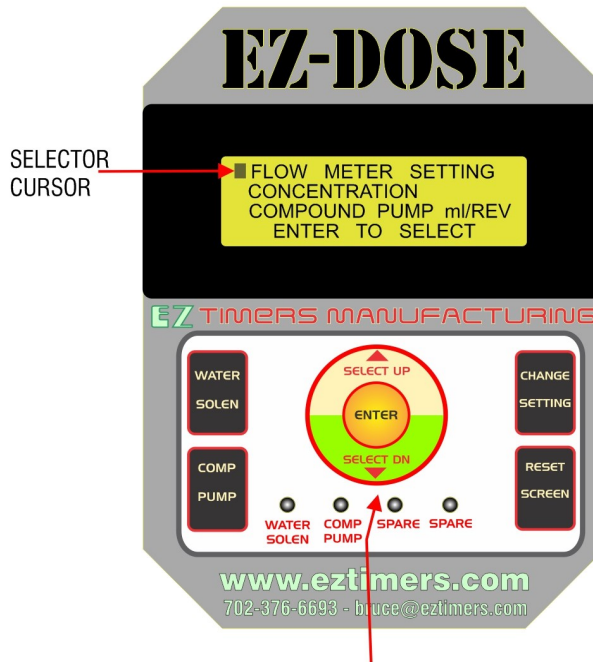 EZ-DOSE
SELECTOR
CURSOR
FLOW METER SETTING
CONCENTRATION
COMPOUND PUMP ml/REV
ENTER TO SELECT
EZ TIMERS MANUFACTURING
WATER
SOLEN
SELECT UP
ENTER
SELECT DN
CHANGE
SETTING
COMP
PUMP
RESET
SCREEN
WATER
SOLEN
COMP
PUMP
SPARE
SPARE
www.eztimers.com
702-376-6693 - bruce@eztimers.com